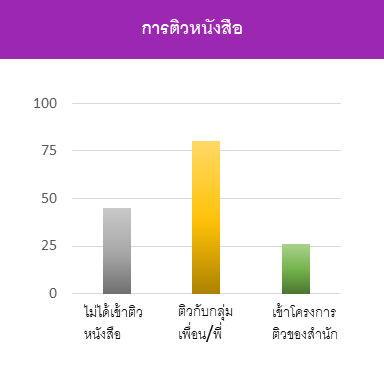 การติวหนังสือ
100
75
50
25
0
ไม่ได้เข้าติว
หนังสือ
ติวกับกลุ่ม
เพื่อน/พี่
เข้าโครงการ
ติวของสำนัก